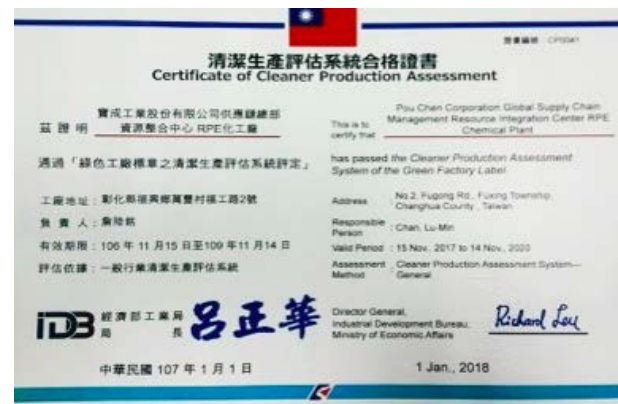 證書編號 CP0041
清潔生產評估系統合格證書
Certificate of Cleaner Production Assessment
茲證明
寶成工業股份有限公司供應鏈總部
資源整合中心 RPE化工廠
通過「綠色工廠標章之清潔生產評估系統評定」
工廠地址：彰化縣福興鄉萬豐村福工路2號
負責人：詹陸銘
有效期限：106 年 11 月15 日至109 年11 月14 日
評估依據：一般行業清潔生產評估系統
IDB 經濟部工業局
局長 呂正華
中華民國 107 年 1 月 1 日
This is to
certify that
Pou Chen Corporation Global Supply Chain
Management Resource Integration Center RPE
Chemical Plant
has passed the Cleaner Production Assessment
System of the Green Factory Label
Address : No.2, Fugong Rd., Fuxing Township,
Changhua County , Taiwan
Responsible
Person : Chan, Lu-Min
Valid Period : 15 Nov., 2017 to 14 Nov., 2020
Assessment
Method : Cleaner Production Assessment System—
General
Director General,
Industrial Development Bureau,
Ministry of Economic Affairs
Richard Leu
1 Jan., 2018